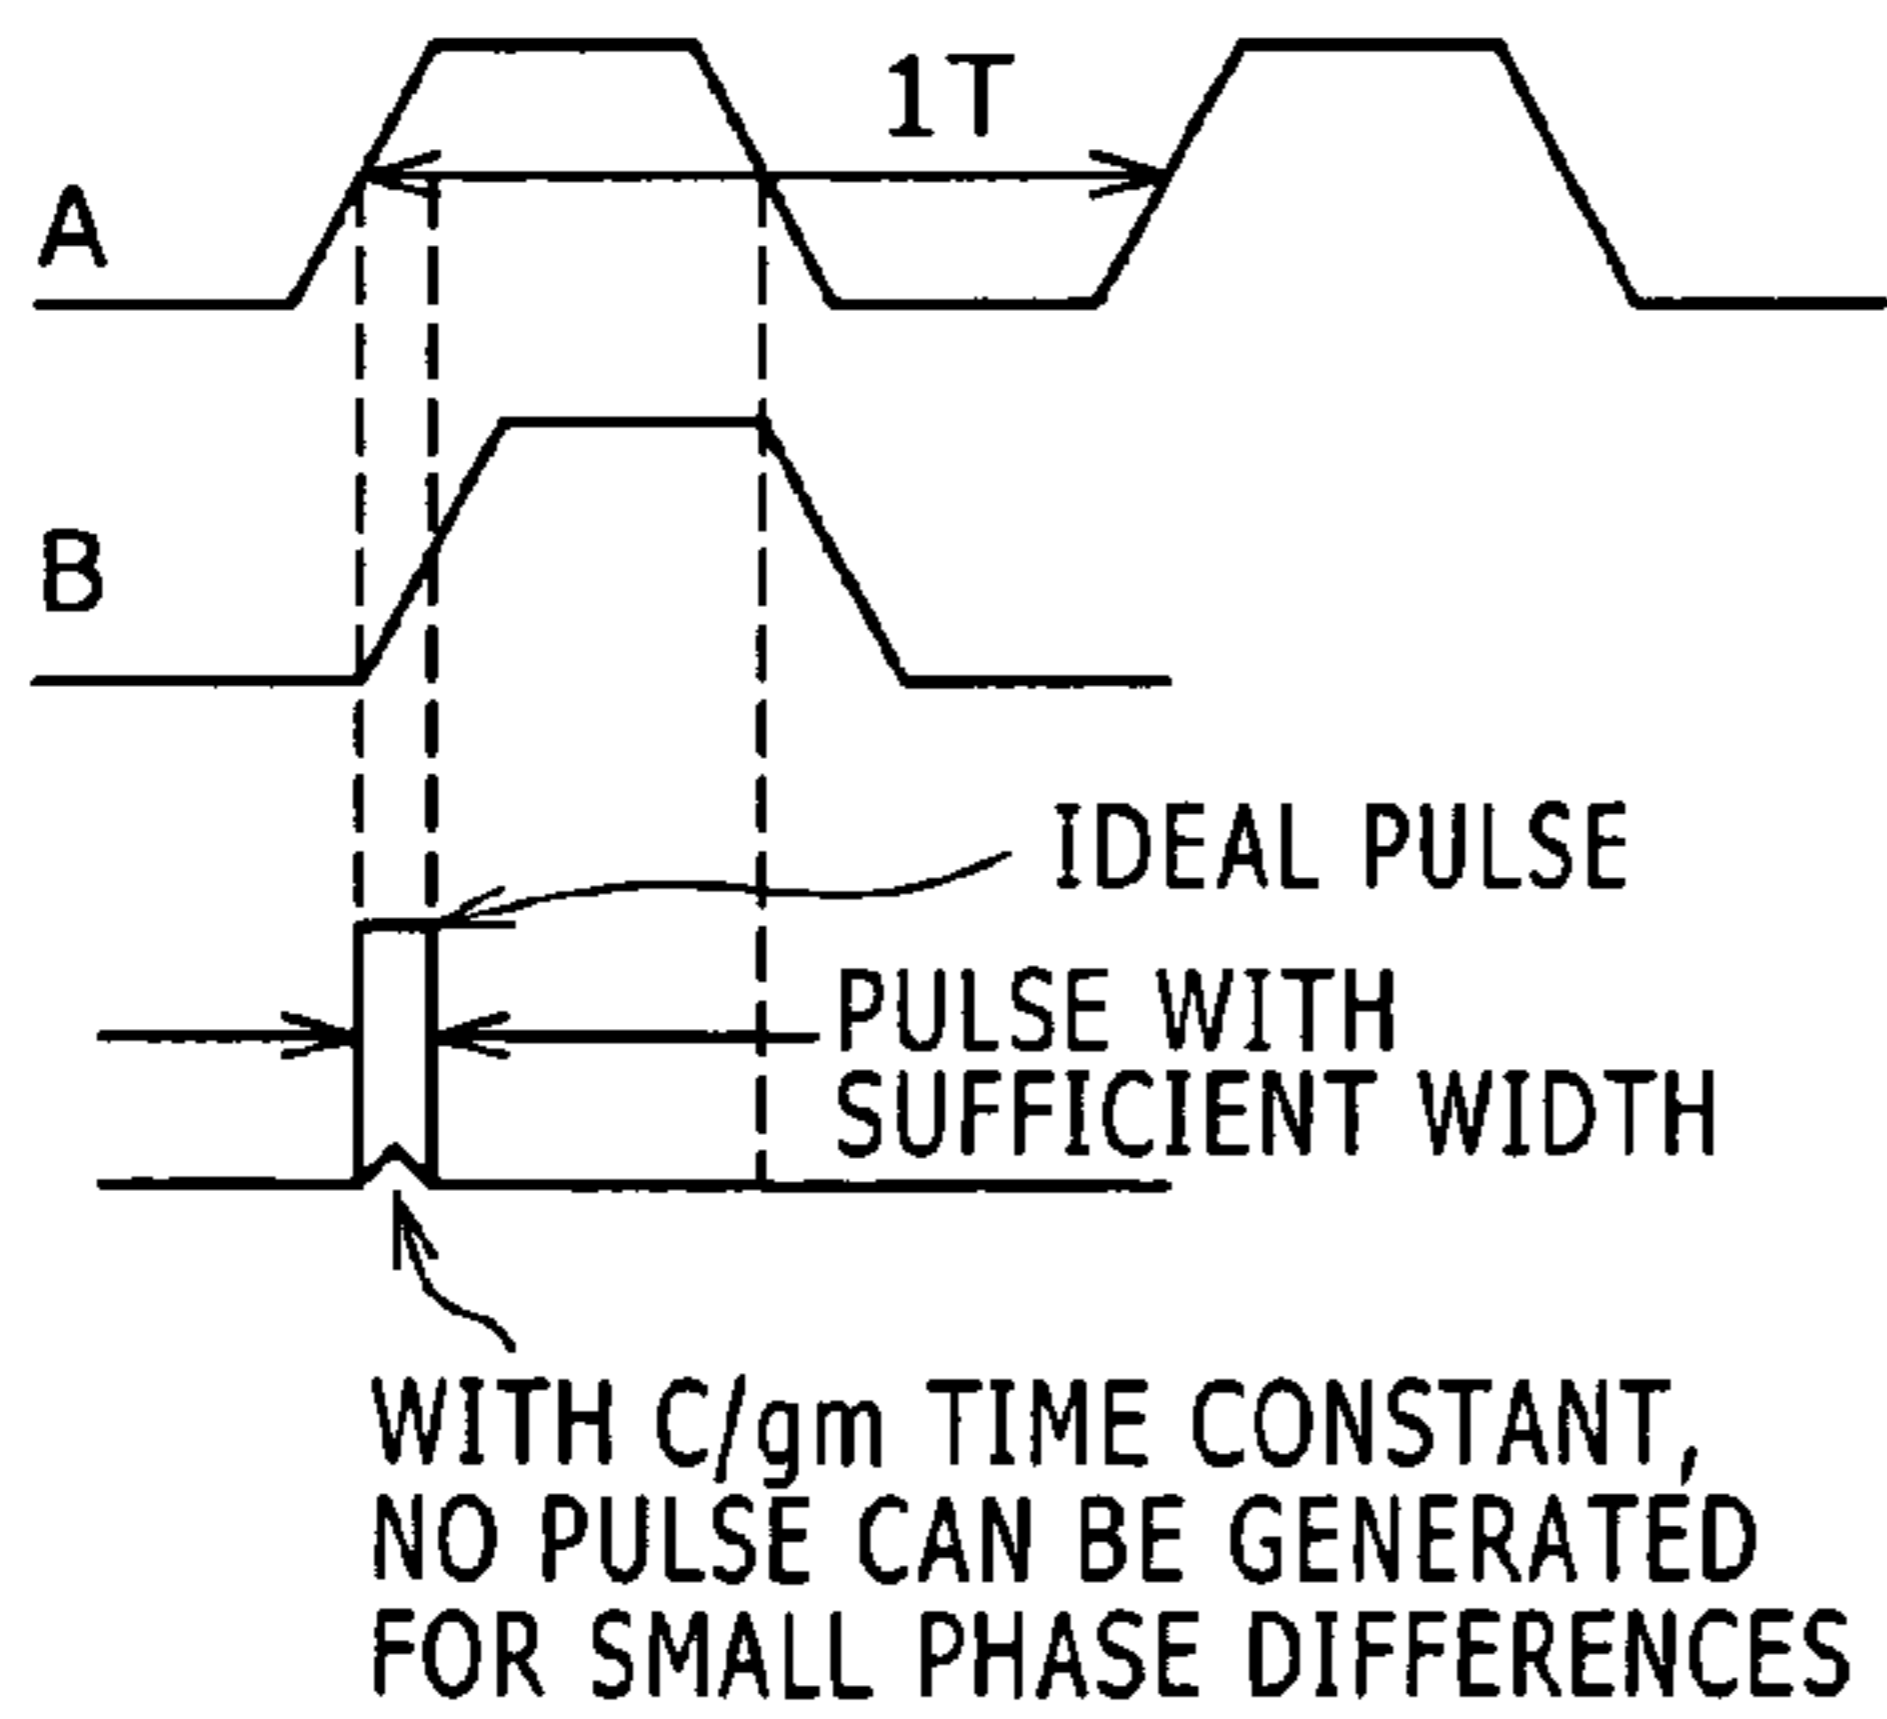 1T
A
B
IDEAL PULSE
PULSE WITH
SUFFICIENT WIDTH
WITH C/gm TIME CONSTANT,
NO PULSE CAN BE GENERATED
FOR SMALL PHASE DIFFERENCES